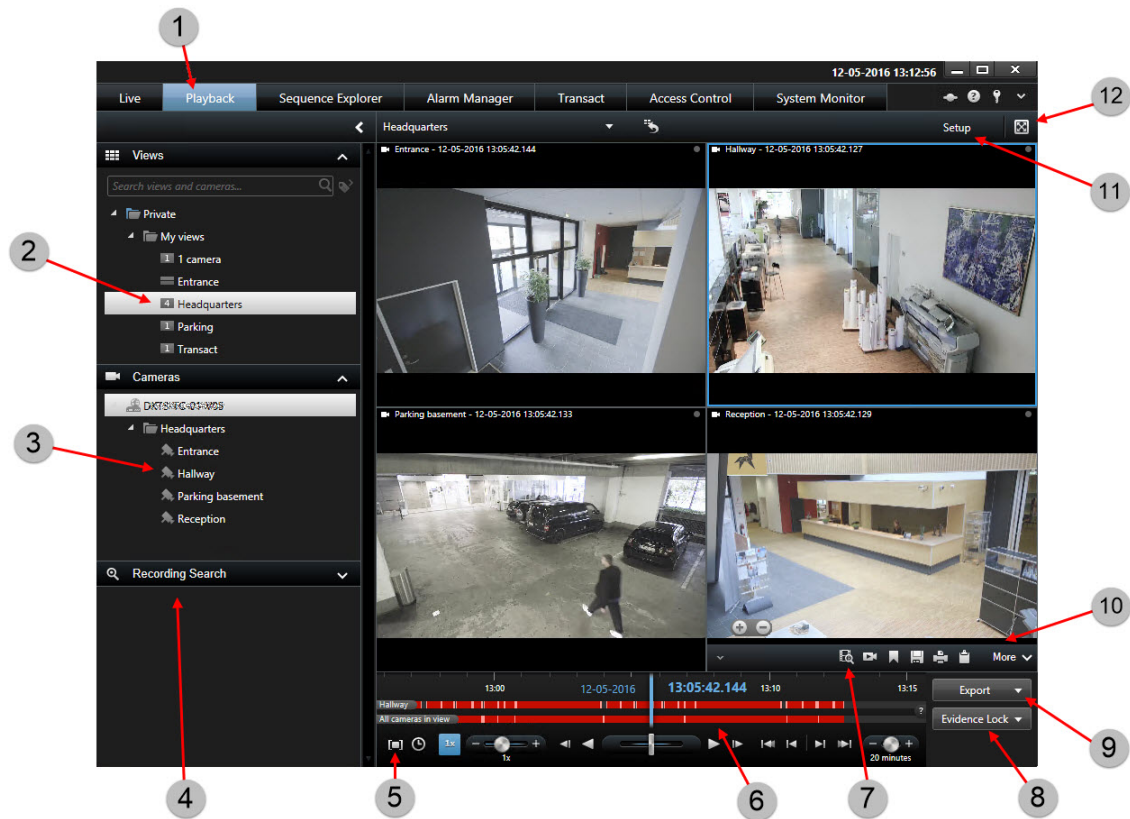 1
12-05-2016 13:12:56
Live Playback Sequence Explorer Alarm Manager Transact Access Control System Monitor
12
Headquarters
Setup
11
Views
Search views and cameras...
Private
My views
2
1 1 camera
Entrance
4 Headquarters
1 Parking
1 Transact
Cameras
3
Headquarters
Entrance
Hallway
Parking basement
Reception
Recording Search
4
Entrance - 12-05-2016 13:05:42.144
Hallway - 12-05-2016 13:05:42.127
Parking basement - 12-05-2016 13:05:42.133
Reception - 12-05-2016 13:05:42.129
10
More
13:00 12-05-2016 13:05:42.144 13:10 13:15
Hallway
All cameras in view
?
Export
Evidence Lock
9
1x
1x
20 minutes
5
6
7
8